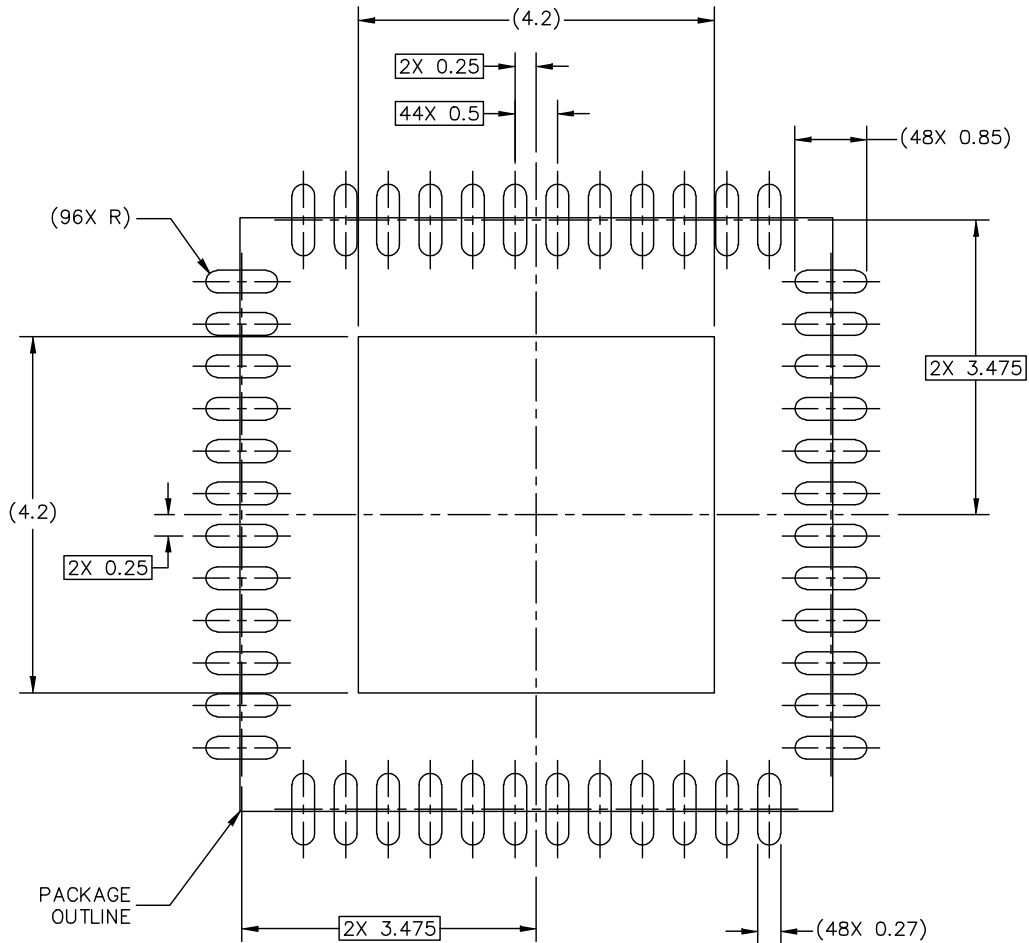 (4.2)
2X 0.25
44X 0.5
(48X 0.85)
(96X R)
2X 3.475
(4.2)
2X 0.25
PACKAGE
OUTLINE
2X 3.475
(48X 0.27)